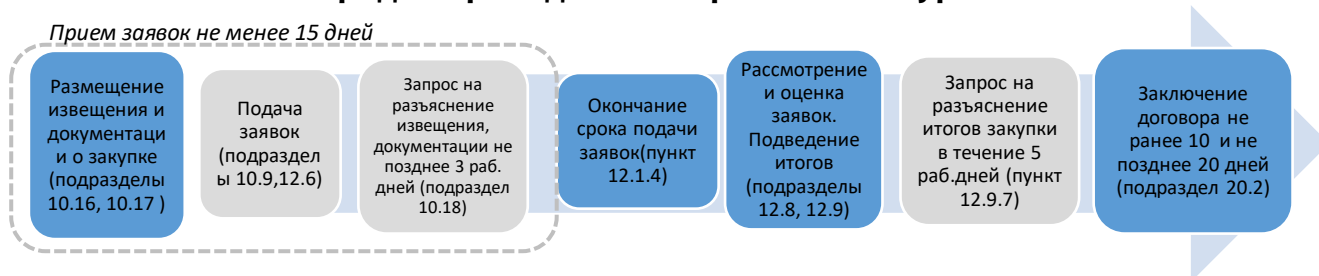 Прием заявок не менее 15 дней
Размещение
извещения и
документаци
и о закупке
(подразделы
10.16, 10.17 )
Подача
заявок
(подраздел
ы 10.9,12.6)
Запрос на
разъяснение
извещения,
документации не
позднее 3 раб.
дней (подраздел
10.18)
Окончание
срока подачи
заявок(пункт
12.1.4)
Рассмотрение
и оценка
заявок.
Подведение
итогов
(подразделы
12.8, 12.9)
Запрос на
разъяснение
итогов закупки
в течение 5
раб.дней (пункт
12.9.7)
Заключение
договора не
ранее 10 и не
позднее 20 дней
(подраздел 20.2)